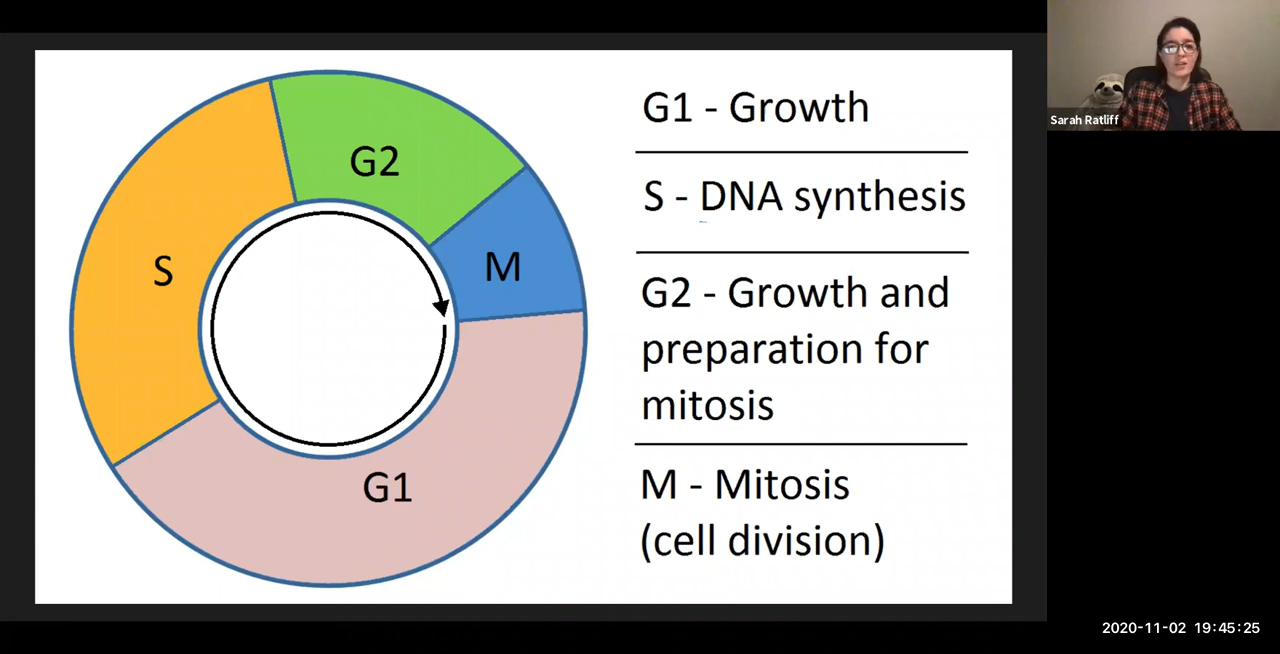 G2
S
M
G1
G1 - Growth
S - DNA synthesis
G2 - Growth and
preparation for
mitosis
M - Mitosis
(cell division)
Sarah Ratliff
2020-11-02 19:45:25